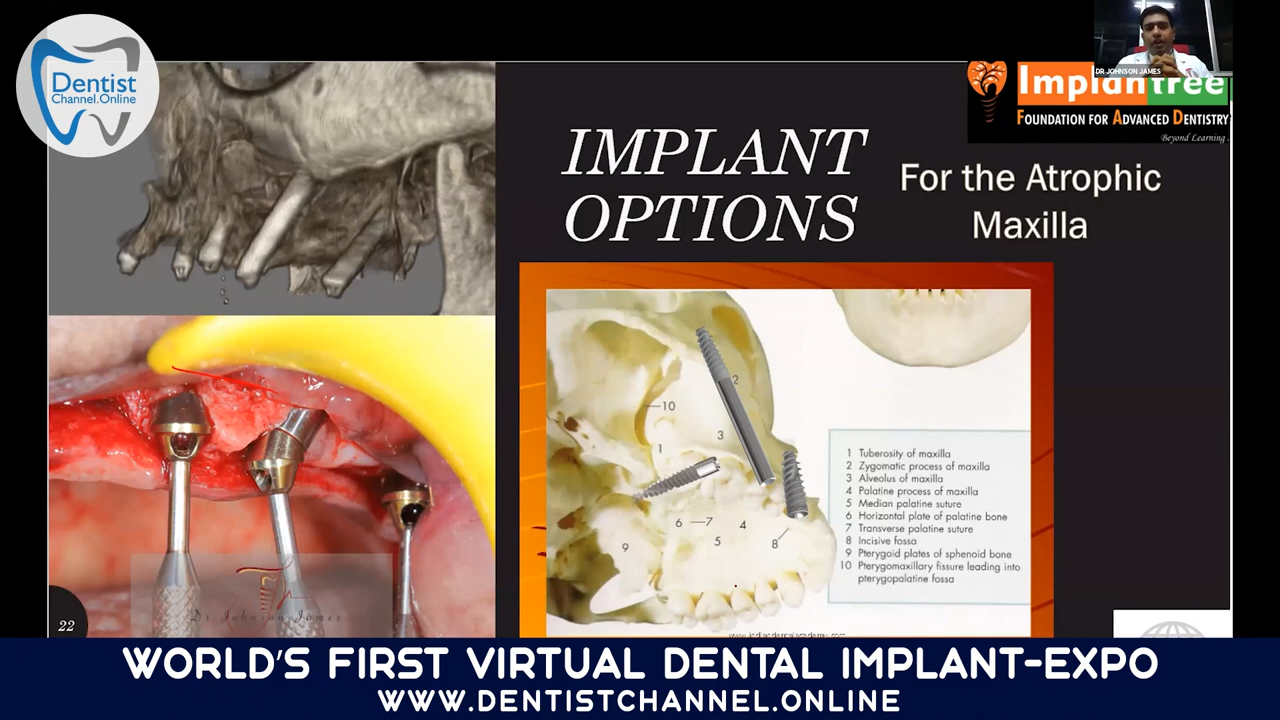 Dentist
Channel.Online
DR JOHNSON JAMES
Implantree
FOUNDATION FOR ADVANCED DENTISTRY
Beyond Learning .
IMPLANT
OPTIONS
For the Atrophic
Maxilla
2
10
3
1
6
7
4
5
8
9
1 Tuberosity of maxilla
2 Zygomatic process of maxilla
3 Alveolus of maxilla
4 Palatine process of maxilla
5 Median palatine suture
6 Horizontal plate of palatine bone
7 Transverse palatine suture
8 Incisive fossa
9 Pterygoid plates of sphenoid bone
10 Pterygomaxillary fissure leading into
pterygopalatine fossa
Dr Johnson James
22
WORLD'S FIRST VIRTUAL DENTAL IMPLANT-EXPO
WWW.DENTISTCHANNEL.ONLINE